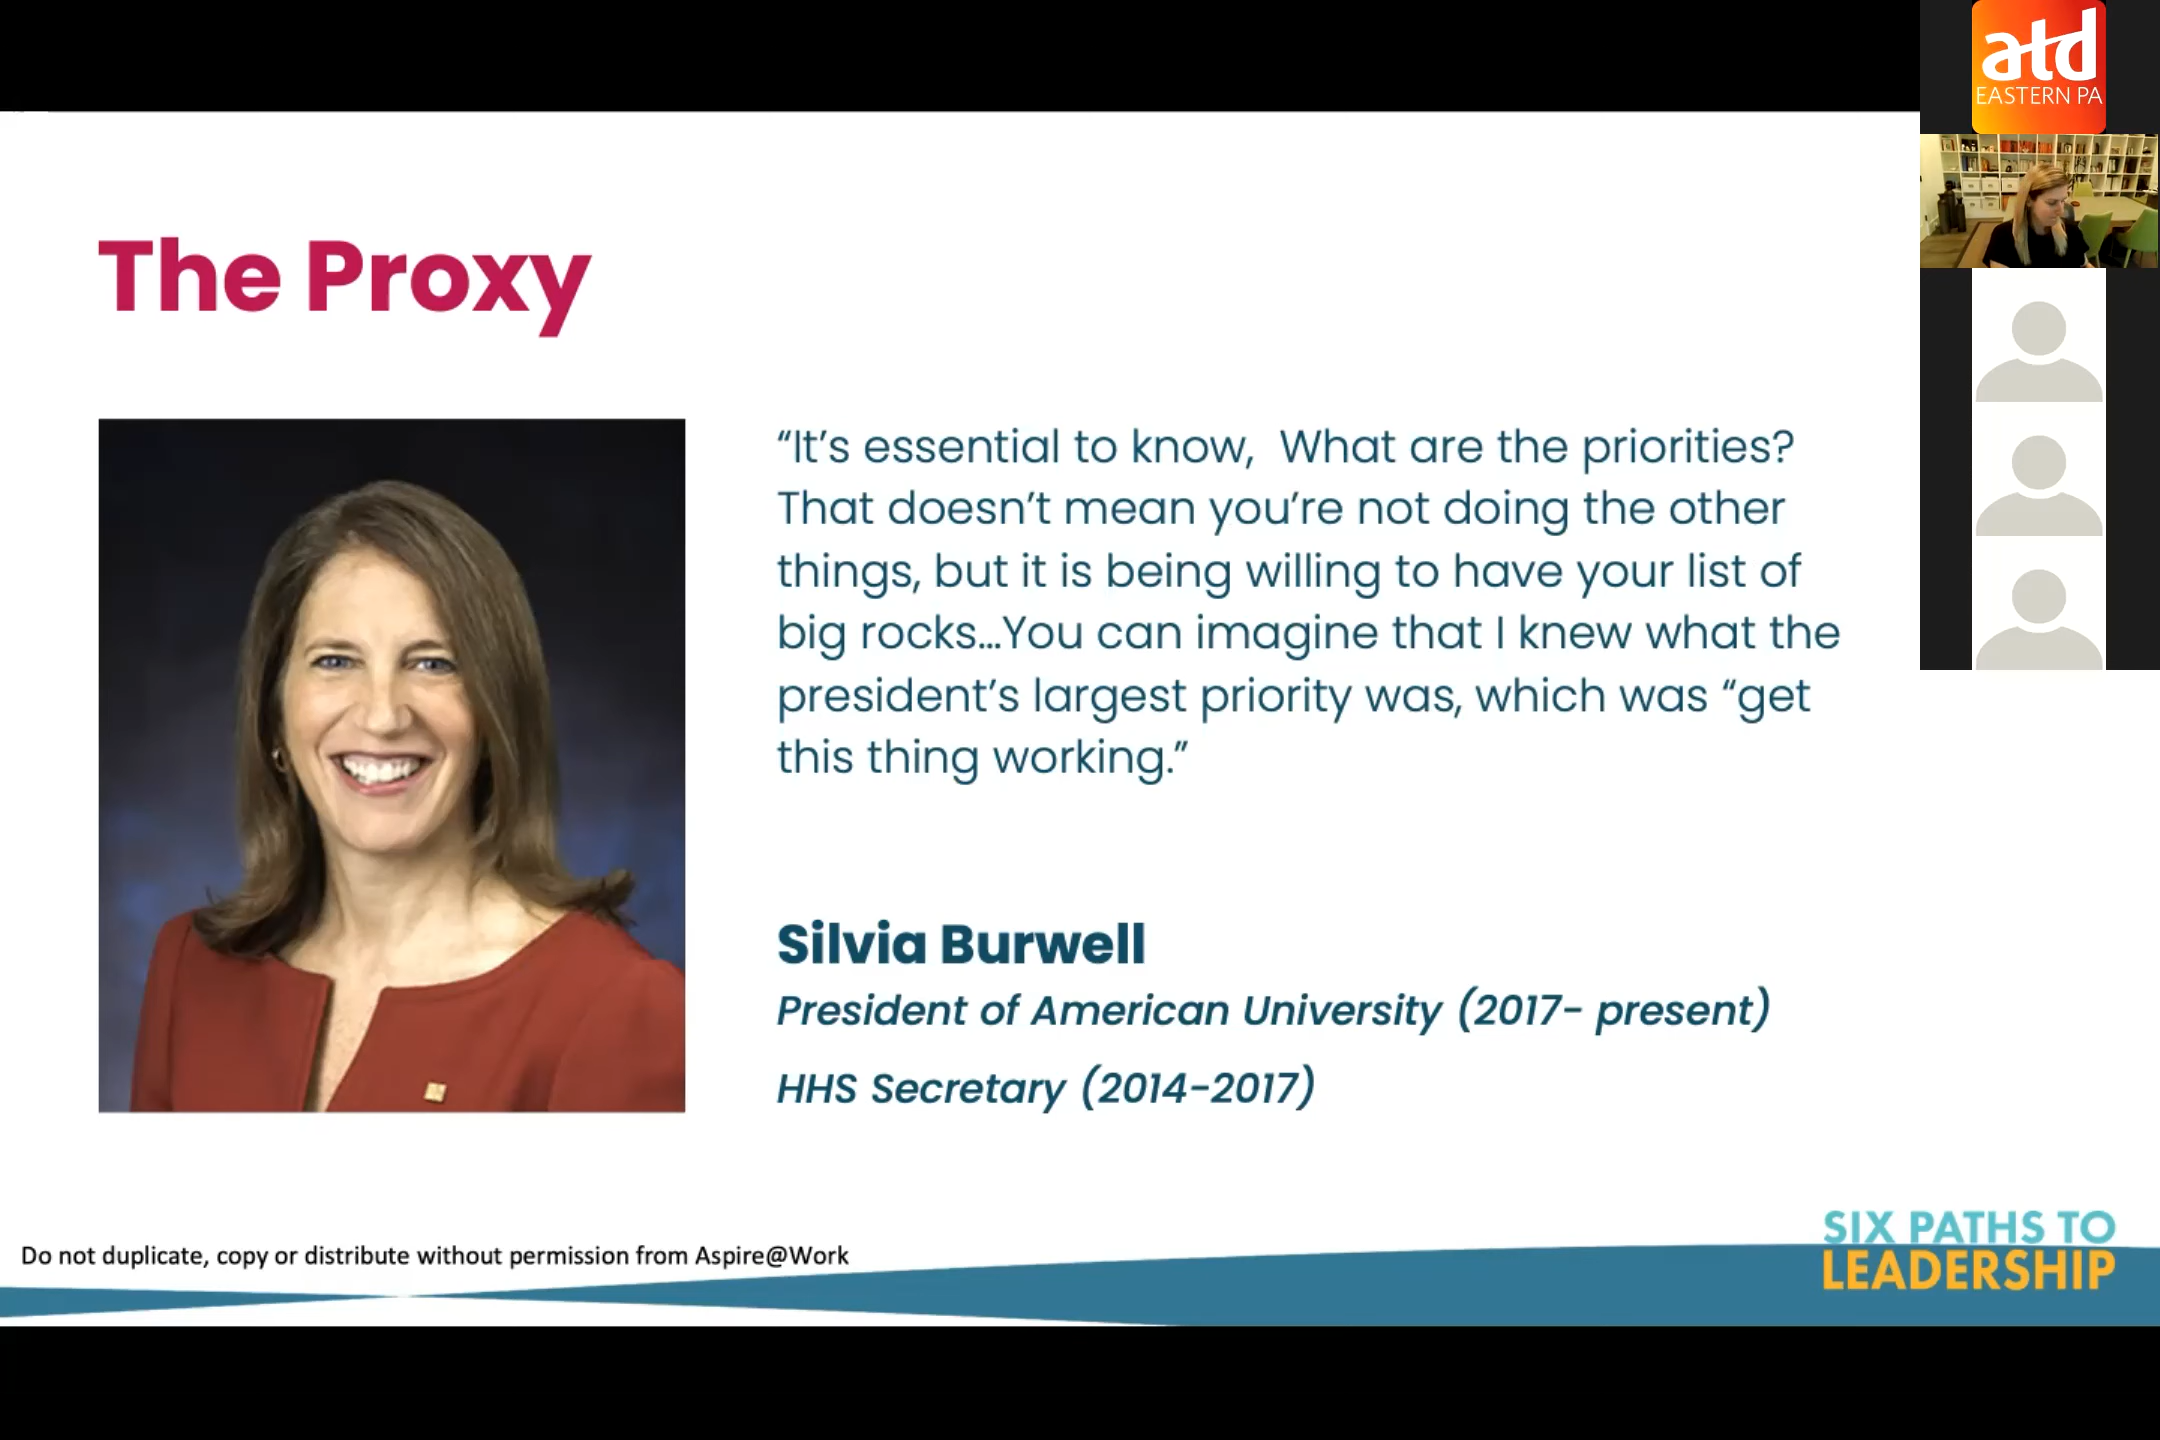 atd
EASTERN PA
The Proxy
“It’s essential to know,  What are the priorities?
That doesn’t mean you’re not doing the other
things, but it is being willing to have your list of
big rocks...You can imagine that I knew what the
president’s largest priority was, which was “get
this thing working.”
Silvia Burwell
President of American University (2017- present)
HHS Secretary (2014-2017)
Do not duplicate, copy or distribute without permission from Aspire@Work
SIX PATHS TO
LEADERSHIP